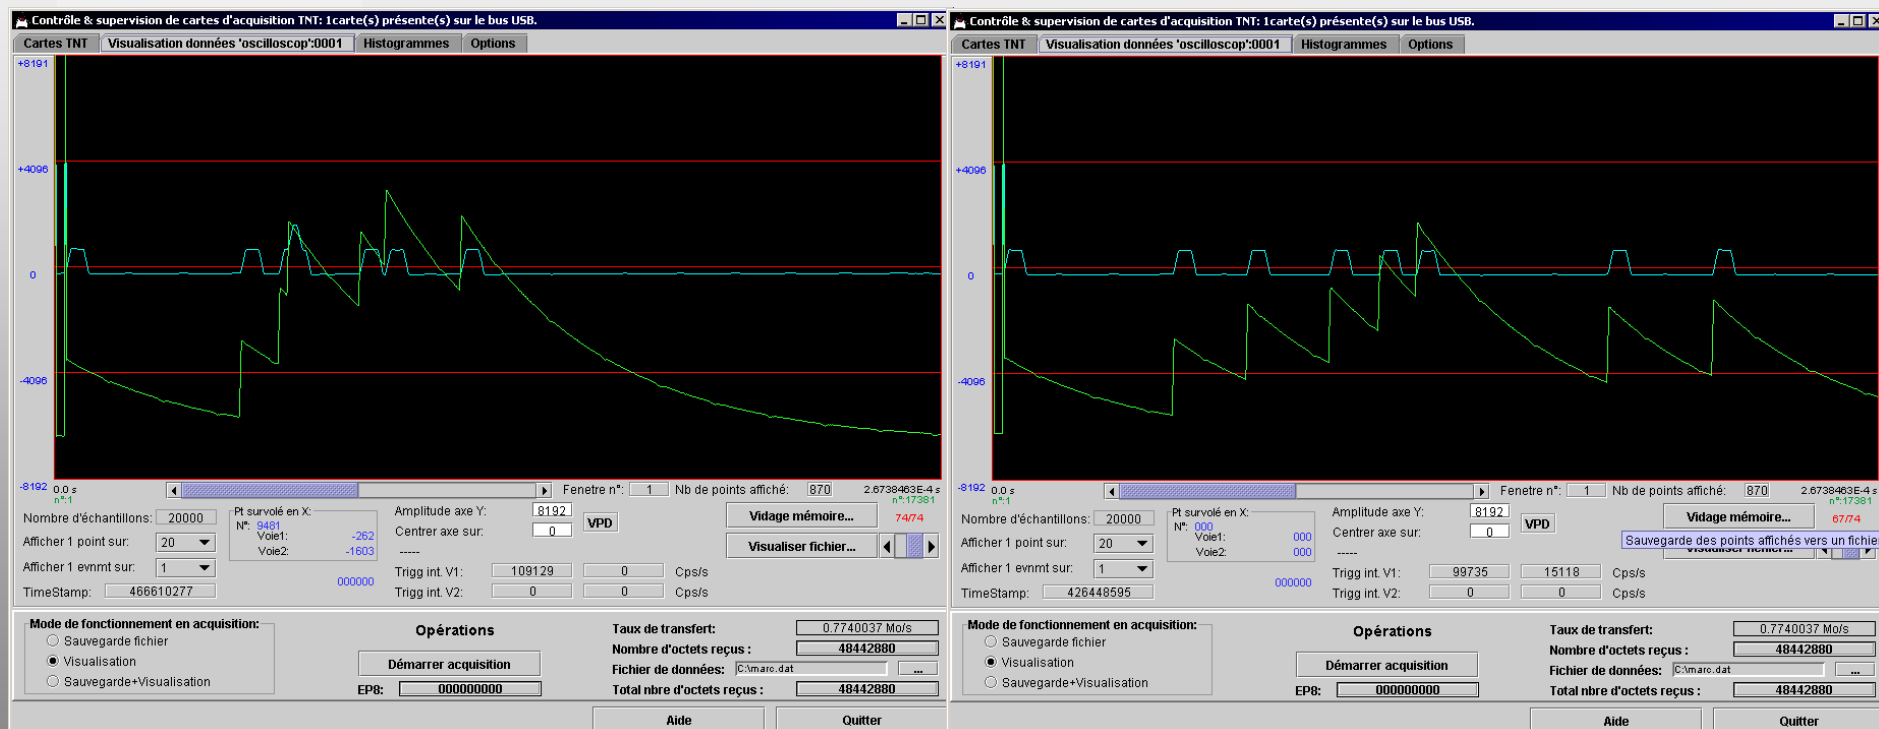 Contrôle & supervision de cartes d'acquisition TNT: 1carte(s) présente(s) sur le bus USB.
Cartes TNT
Visualisation données 'oscilloscop':0001
Histogrammes
Options
+8191
+4096
0
-4096
-8192
0.0 s
n°:1
Fenetre n°: 1
Nb de points affiché: 870
2.6738463E-4 s
n°:17381
Nombre d'échantillons: 20000
Afficher 1 point sur: 20
Afficher 1 evnmt sur: 1
TimeStamp: 466610277
Pt survolé en X:
N°: 9481
Voie1: -262
Voie2: -1603
000000
Amplitude axe Y: 8192
Centrer axe sur: 0
-----
VPD
Trigg int. V1: 109129 0 Cps/s
Trigg int. V2: 0 0 Cps/s
Vidage mémoire...
74/74
Visualiser fichier...
Mode de fonctionnement en acquisition:
Sauvegarde fichier
Visualisation
Sauvegarde+Visualisation
Opérations
Démarrer acquisition
EP8: 000000000
Taux de transfert: 0.7740037 Mo/s
Nombre d'octets reçus : 48442880
Fichier de données: C:\marc.dat ...
Total nbre d'octets reçus : 48442880
Aide
Quitter
Contrôle & supervision de cartes d'acquisition TNT: 1carte(s) présente(s) sur le bus USB.
Cartes TNT
Visualisation données 'oscilloscop':0001
Histogrammes
Options
+8191
+4096
0
-4096
-8192
0.0 s
n°:1
Fenetre n°: 1
Nb de points affiché: 870
2.6738463E-4 s
n°:17381
Nombre d'échantillons: 20000
Afficher 1 point sur: 20
Afficher 1 evnmt sur: 1
TimeStamp: 426448595
Pt survolé en X:
N°: 000
Voie1: 000
Voie2: 000
000000
Amplitude axe Y: 8192
Centrer axe sur: 0
-----
VPD
Trigg int. V1: 99735 15118 Cps/s
Trigg int. V2: 0 0 Cps/s
Vidage mémoire...
67/74
Sauvegarde des points affichés vers un fichier
Mode de fonctionnement en acquisition:
Sauvegarde fichier
Visualisation
Sauvegarde+Visualisation
Opérations
Démarrer acquisition
EP8: 000000000
Taux de transfert: 0.7740037 Mo/s
Nombre d'octets reçus : 48442880
Fichier de données: C:\marc.dat ...
Total nbre d'octets reçus : 48442880
Aide
Quitter